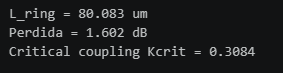 L_ring = 80.083 um
Perdida = 1.602 dB
Critical coupling Kcrit = 0.3084